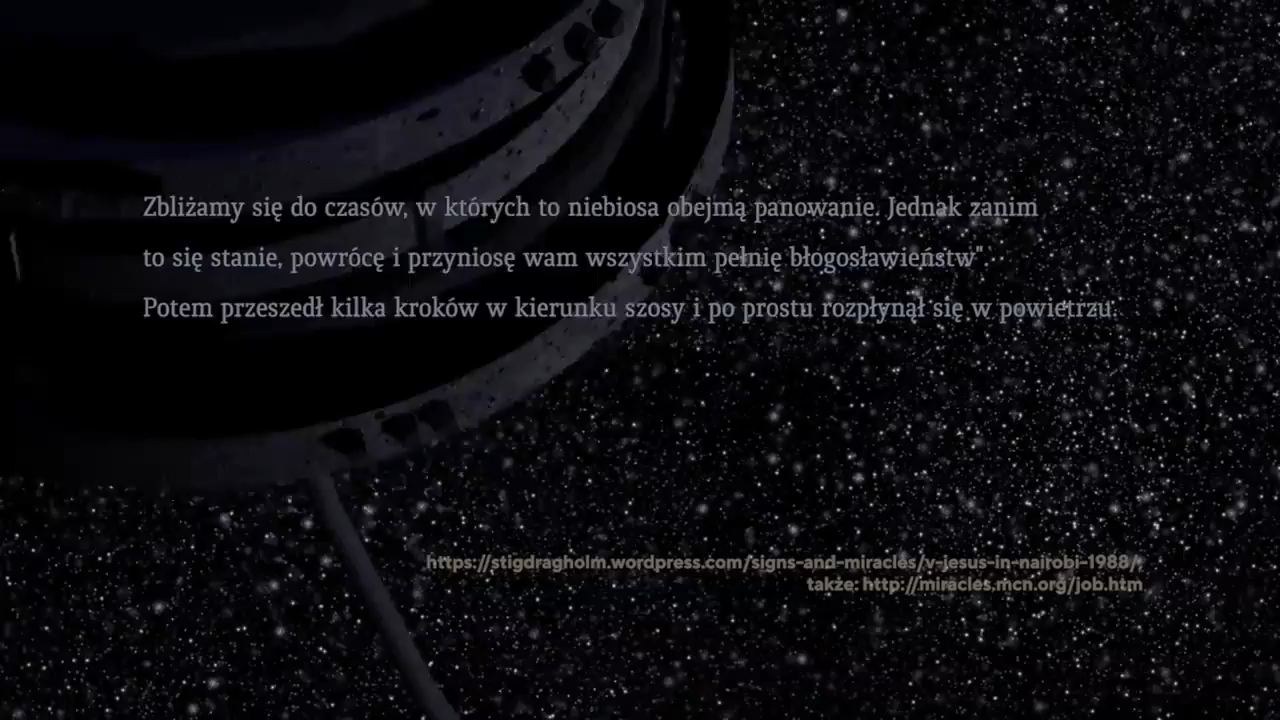 Zbliżamy się do czasów, w których to niebiosa obejmą panowanie. Jednak zanim
to się stanie, powrócę i przyniosę wam wszystkim pełnię błogosławieństw".
Potem przeszedł kilka kroków w kierunku szosy i po prostu rozpłynął się w powietrzu.
https://stigdragholm.wordpress.com/signs-and-miracles/v-jesus-in-nairobi-1988/,
także: http://miracles.mcn.org/job.htm